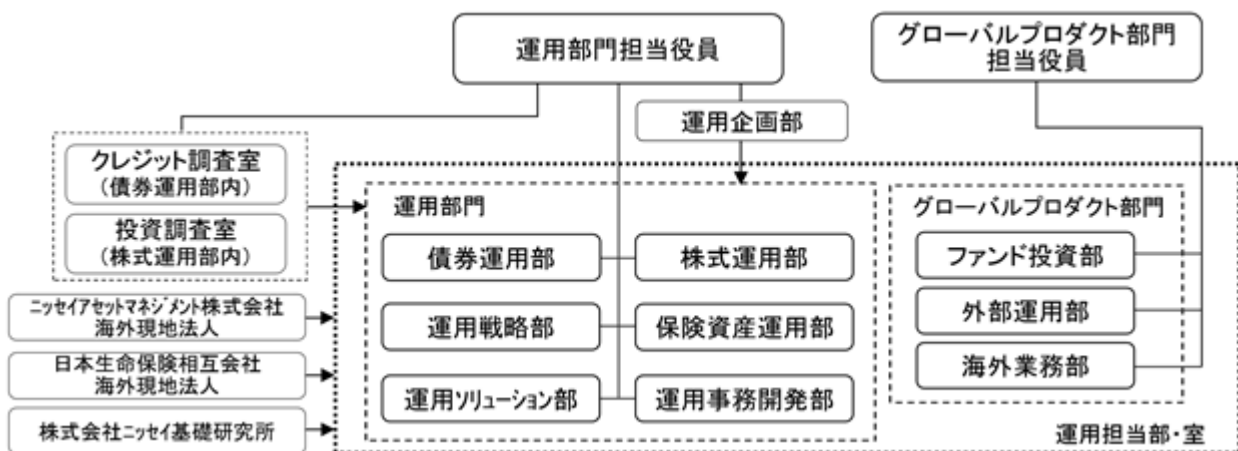 運用部門担当役員
グローバルプロダクト部門
担当役員
運用企画部
クレジット調査室
(債券運用部内)
投資調査室
(株式運用部内)
運用部門
債券運用部
株式運用部
運用戦略部
保険資産運用部
運用ソリューション部
運用事務開発部
グローバルプロダクト部門
ファンド投資部
外部運用部
海外業務部
ニッセイアセットマネジメント株式会社
海外現地法人
日本生命保険相互会社
海外現地法人
株式会社ニッセイ基礎研究所
運用担当部・室